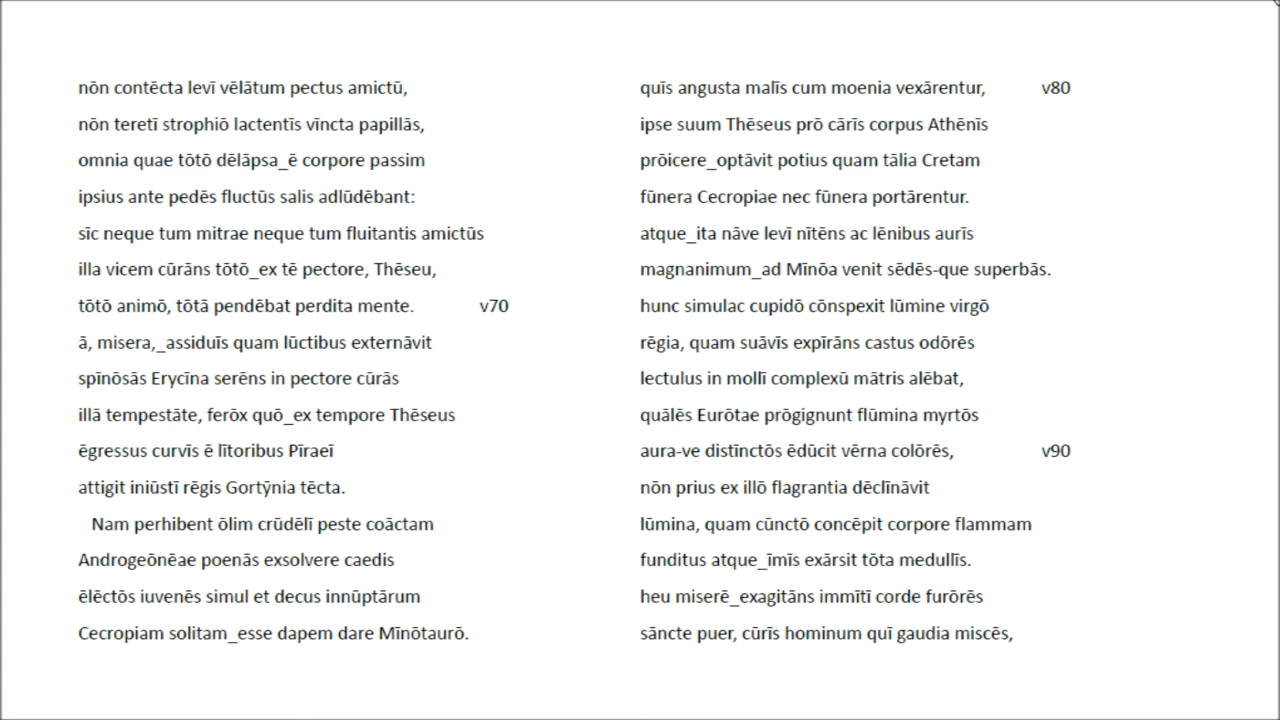 nōn contēcta levī vēlātum pectus amictū,
nōn teretī strophiō lactentīs vīncta papillās,
omnia quae tōtō dēlāpsa_ē corpore passim
ipsius ante pedēs fluctūs salis adlūdēbant:
sīc neque tum mitrae neque tum fluitantis amictūs
illa vicem cūrāns tōtō_ex tē pectore, Thēseu,
tōtō animō, tōtā pendēbat perdita mente. v70
ā, misera,_assiduīs quam lūctibus externāvit
spīnōsās Erycīna serēns in pectore cūrās
illā tempestāte, ferōx quō_ex tempore Thēseus
ēgressus curvīs ē lītoribus Pīraeī
attigit iniūstī rēgis Gortȳnia tēcta.
Nam perhibent ōlim crūdēlī peste coāctam
Androgeōnēae poenās exsolvere caedis
ēlēctōs iuvenēs simul et decus innūptārum
Cecropiam solitam_esse dapem dare Mīnōtaurō.
quīs angusta malīs cum moenia vexārentur, v80
ipse suum Thēseus prō cārīs corpus Athēnīs
prōicere_optāvit potius quam tālia Cretam
fūnera Cecropiae nec fūnera portārentur.
atque_ita nāve levī nītēns ac lēnibus aurīs
magnanimum_ad Mīnōa venit sēdēs-que superbās.
hunc simulac cupidō cōnspexit lūmine virgō
rēgia, quam suāvīs expīrāns castus odōrēs
lectulus in mollī complexū mātris alēbat,
quālēs Eurōtae prōgignunt flūmina myrtōs
aura-ve distīnctōs ēdūcit vērna colōrēs, v90
nōn prius ex illō flagrantia dēclīnāvit
lūmina, quam cūnctō concēpit corpore flammam
funditus atque_īmīs exārsit tōta medullīs.
heu miserē_exagitāns immītī corde furōrēs
sāncte puer, cūrīs hominum quī gaudia miscēs,